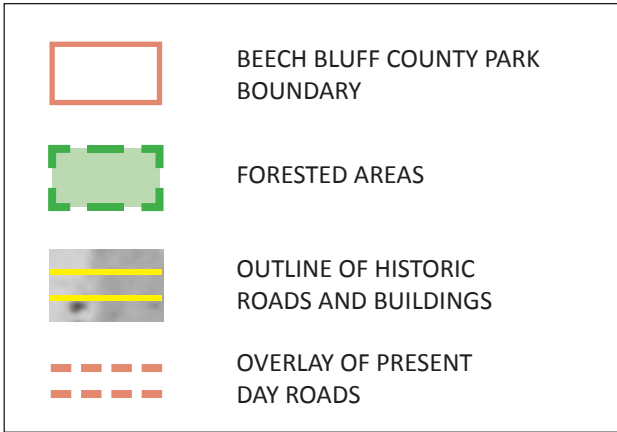 BEECH BLUFF COUNTY PARK
BOUNDARY
FORESTED AREAS
OUTLINE OF HISTORIC
ROADS AND BUILDINGS
OVERLAY OF PRESENT
DAY ROADS